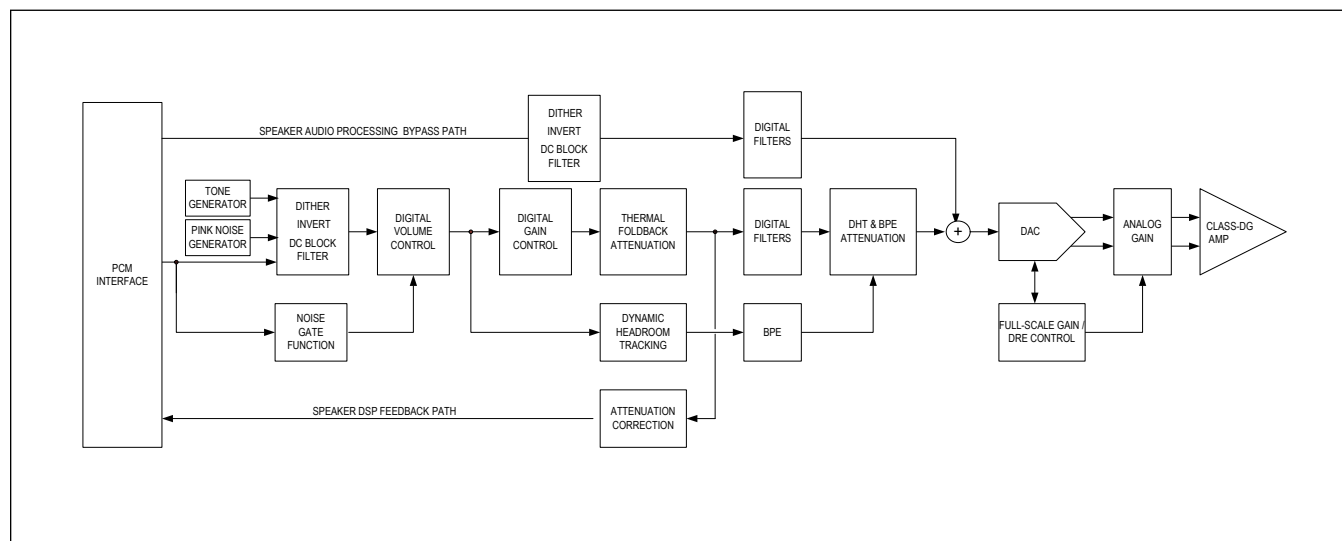 SPEAKER AUDIO PROCESSING BYPASS PATH
DITHER
INVERT
DC BLOCK
FILTER
DIGITAL
FILTERS
PCM
INTERFACE
TONE
GENERATOR
PINK NOISE
GENERATOR
DITHER
INVERT
DC BLOCK
FILTER
DIGITAL
VOLUME
CONTROL
DIGITAL
GAIN
CONTROL
THERMAL
FOLDBACK
ATTENUATION
DIGITAL
FILTERS
DHT & BPE
ATTENUATION
+
DAC
ANALOG
GAIN
CLASS-DG
AMP
NOISE
GATE
FUNCTION
DYNAMIC
HEADROOM
TRACKING
BPE
FULL-SCALE GAIN /
DRE CONTROL
SPEAKER DSP FEEDBACK PATH
ATTENUATION
CORRECTION